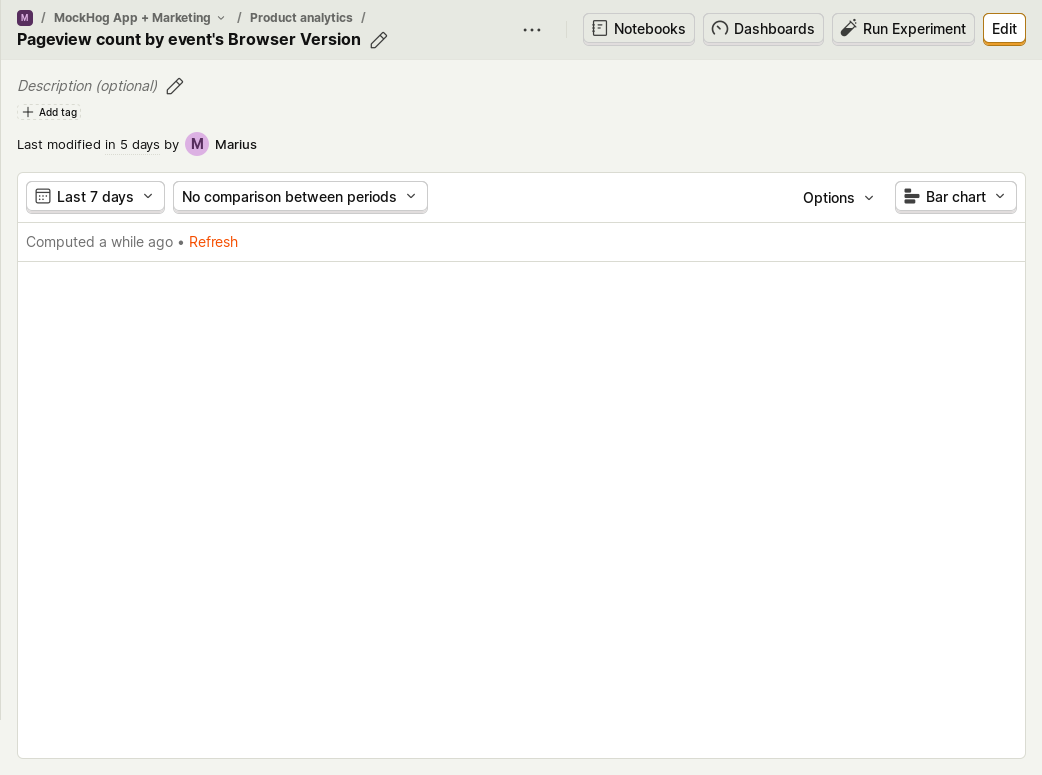 M / MockHog App + Marketing / Product analytics /
Pageview count by event's Browser Version
Notebooks
Dashboards
Run Experiment
Edit
Description (optional)
Add tag
Last modified in 5 days by M Marius
Last 7 days
No comparison between periods
Options
Bar chart
Computed a while ago • Refresh